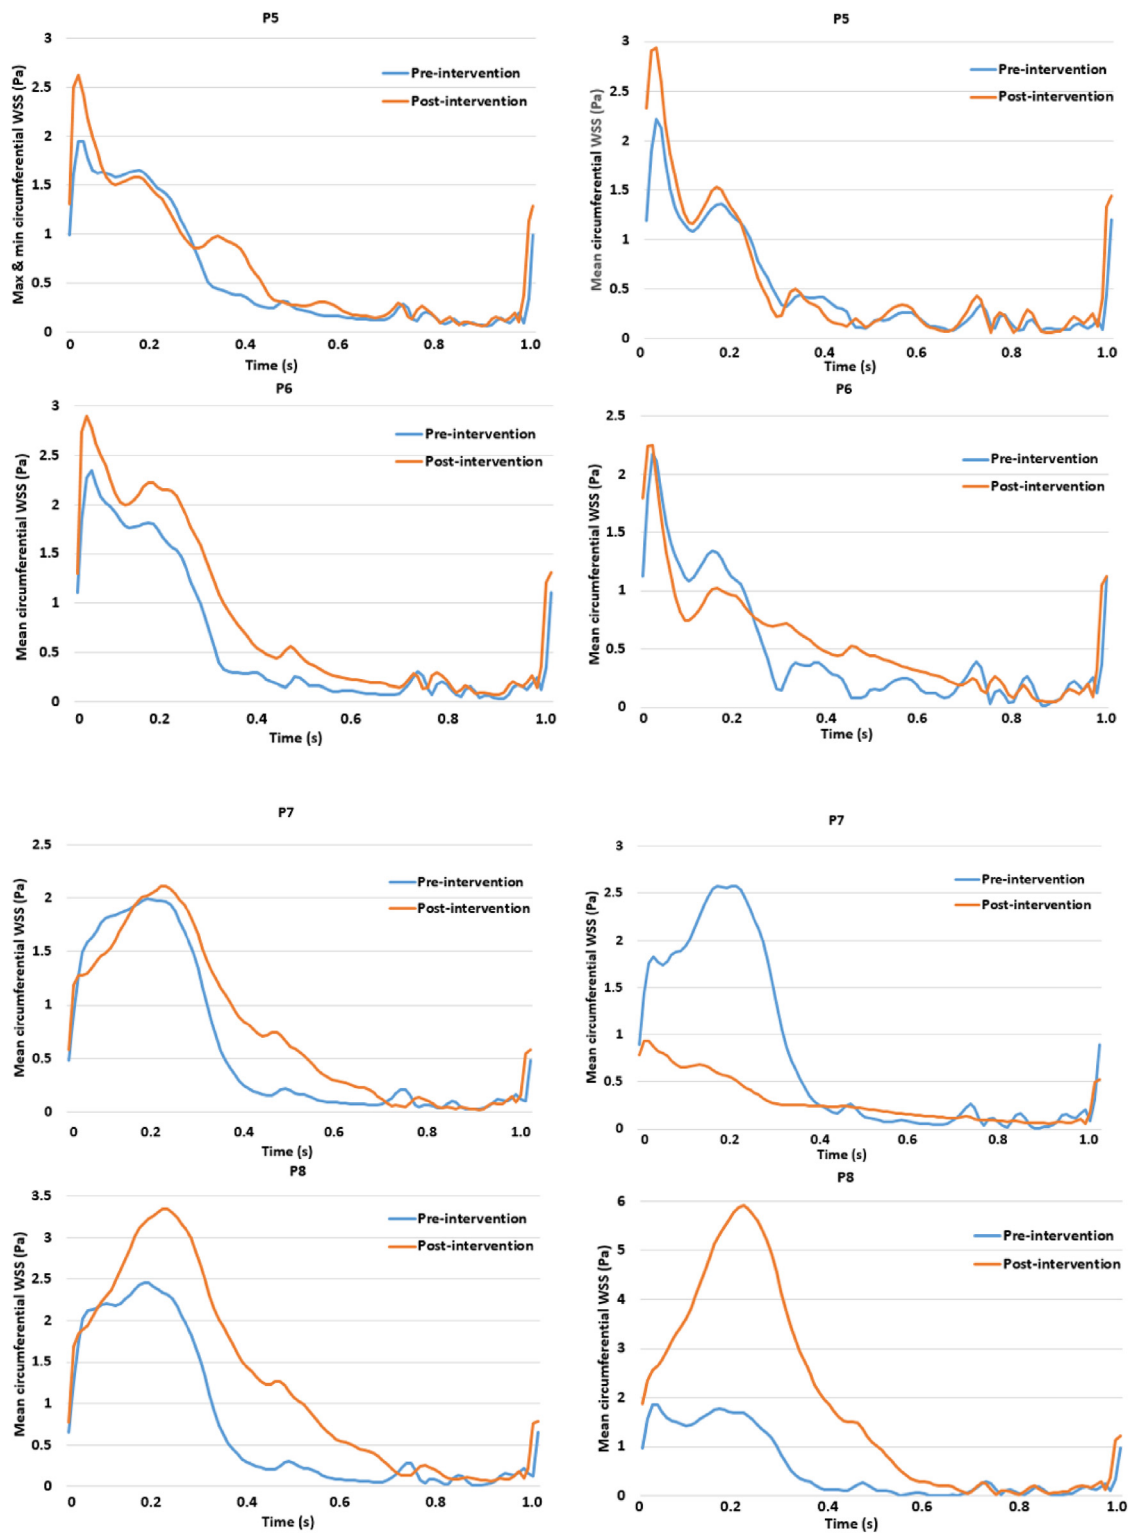 P5
Max & min circumferential WSS (Pa)
3
2.5
2
1.5
1
0.5
0
Pre-intervention
Post-intervention
0 0.2 0.4 0.6 0.8 1.0
Time (s)
P5
Mean circumferential WSS (Pa)
3
2.5
2
1.5
1
0.5
0
Pre-intervention
Post-intervention
0 0.2 0.4 0.6 0.8 1.0
Time (s)
P6
Mean circumferential WSS (Pa)
3
2.5
2
1.5
1
0.5
0
Pre-intervention
Post-intervention
0 0.2 0.4 0.6 0.8 1.0
Time (s)
P6
Mean circumferential WSS (Pa)
2.5
2
1.5
1
0.5
0
Pre-intervention
Post-intervention
0 0.2 0.4 0.6 0.8 1.0
Time (s)
P7
Mean circumferential WSS (Pa)
2.5
2
1.5
1
0.5
0
Pre-intervention
Post-intervention
0 0.2 0.4 0.6 0.8 1.0
Time (s)
P7
Mean circumferential WSS (Pa)
3
2.5
2
1.5
1
0.5
0
Pre-intervention
Post-intervention
0 0.2 0.4 0.6 0.8 1.0
Time (s)
P8
Mean circumferential WSS (Pa)
3.5
3
2.5
2
1.5
1
0.5
0
Pre-intervention
Post-intervention
0 0.2 0.4 0.6 0.8 1.0
Time (s)
P8
Mean circumferential WSS (Pa)
6
5
4
3
2
1
0
Pre-intervention
Post-intervention
0 0.2 0.4 0.6 0.8 1.0
Time (s)